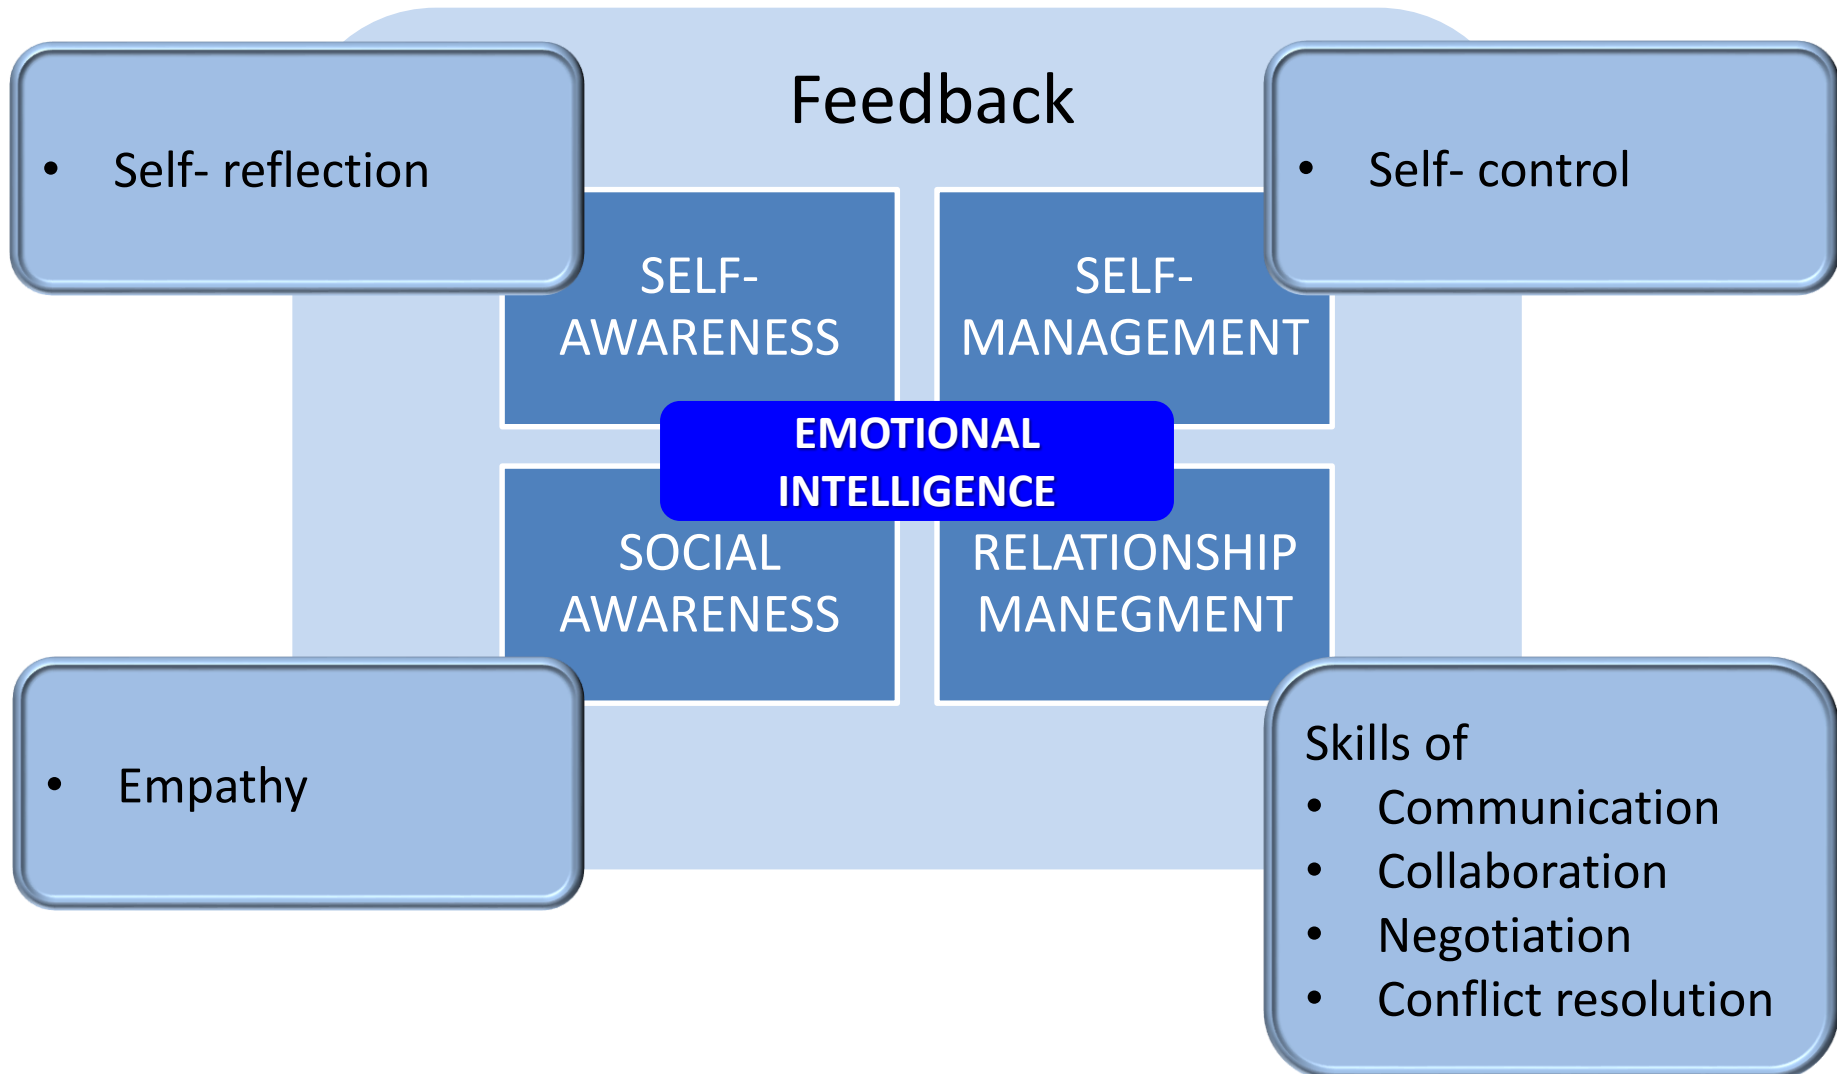 Feedback
• Self- reflection
• Self- control
SELF-
AWARENESS
SELF-
MANAGEMENT
EMOTIONAL
INTELLIGENCE
SOCIAL
AWARENESS
RELATIONSHIP
MANEGMENT
• Empathy
Skills of
• Communication
• Collaboration
• Negotiation
• Conflict resolution